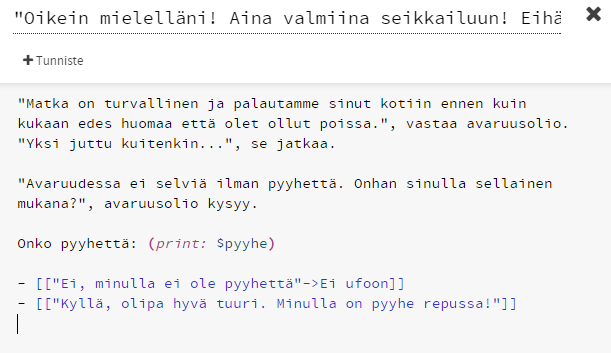 "Oikein mielelläni! Aina valmiina seikkailuun! Eihä
Tunniste
"Matka on turvallinen ja palautamme sinut kotiin ennen kuin
kukaan edes huomaa että olet ollut poissa.", vastaa avaruusolio.
"Yksi juttu kuitenkin...", se jatkaa.
"Avaruudessa ei selviä ilman pyyhettä. Onhan sinulla sellainen
mukana?", avaruusolio kysyy.
Onko pyyhettä: (print: $pyyhe)
- [["Ei, minulla ei ole pyyhettä"->Ei ufoon]]
- [["Kyllä, olipa hyvä tuuri. Minulla on pyyhe repussa!"]]